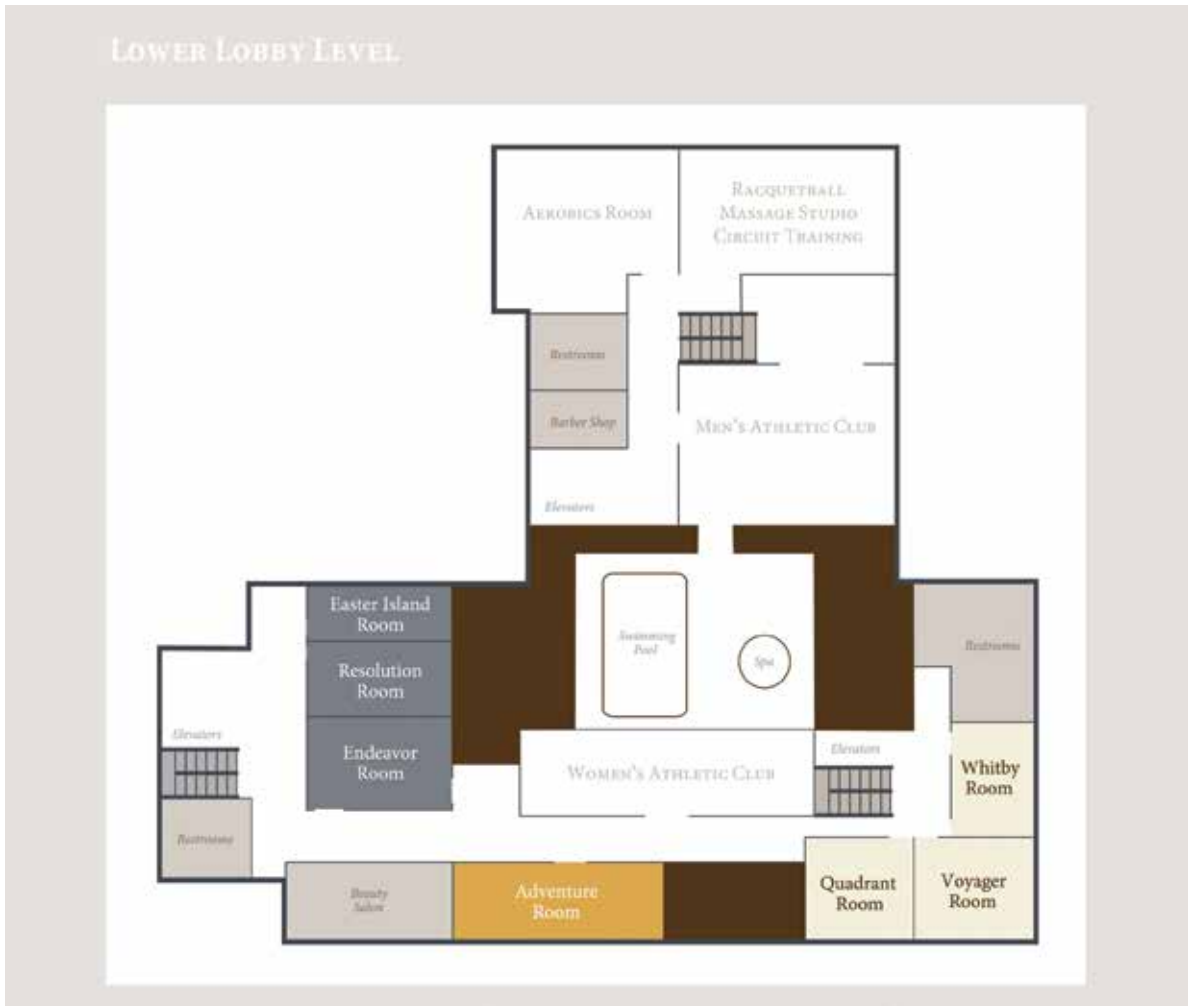 LOWER LOBBY LEVEL
AEROBICS ROOM
RACQUETBALL
MASSAGE STUDIO
CIRCUIT TRAINING
Restrooms
Barber Shop
MEN'S ATHLETIC CLUB
Elevators
Easter Island
Room
Swimming
Pool
Spa
Restrooms
Resolution
Room
Elevators
Endeavor
Room
WOMEN'S ATHLETIC CLUB
Elevators
Whitby
Room
Restrooms
Beauty
Salon
Adventure
Room
Quadrant
Room
Voyager
Room